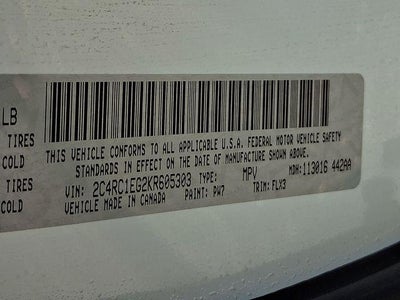 LB
TIRES
COLD
TIRES
COLD
THIS VEHICLE CONFORMS TO ALL APPLICABLE U.S.A. FEDERAL MOTOR VEHICLE SAFETY
STANDARDS IN EFFECT ON THE DATE OF MANUFACTURE SHOWN ABOVE.
VIN: 2C4RC1EG2KR605303 TYPE: MPV MDH: 113016 442AA
VEHICLE MADE IN CANADA PAINT: PW7 TRIM: FLX3